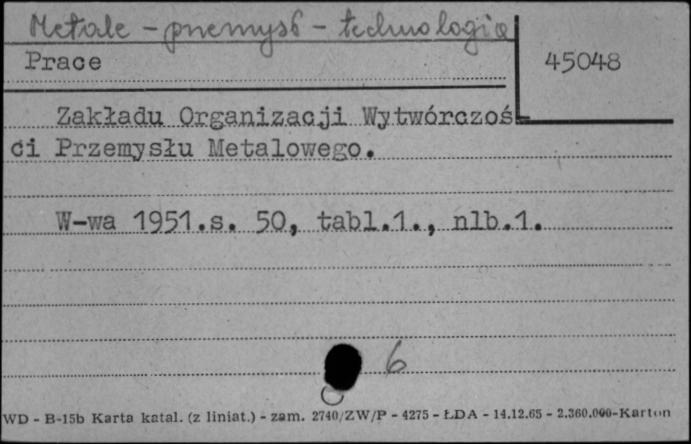 Metale - przemysł - technologia
Prace
45048
Zakładu Organizacji Wytwórczoś
ci Przemysłu Metalowego.
W-wa 1951.s. 50, tabl.1., nlb.1.
6
WD - B-15b Karta katal. (z liniat.) - zam. 2740/ZW/P - 4275 - ŁDA - 14.12.65 - 2.360.000-Karton